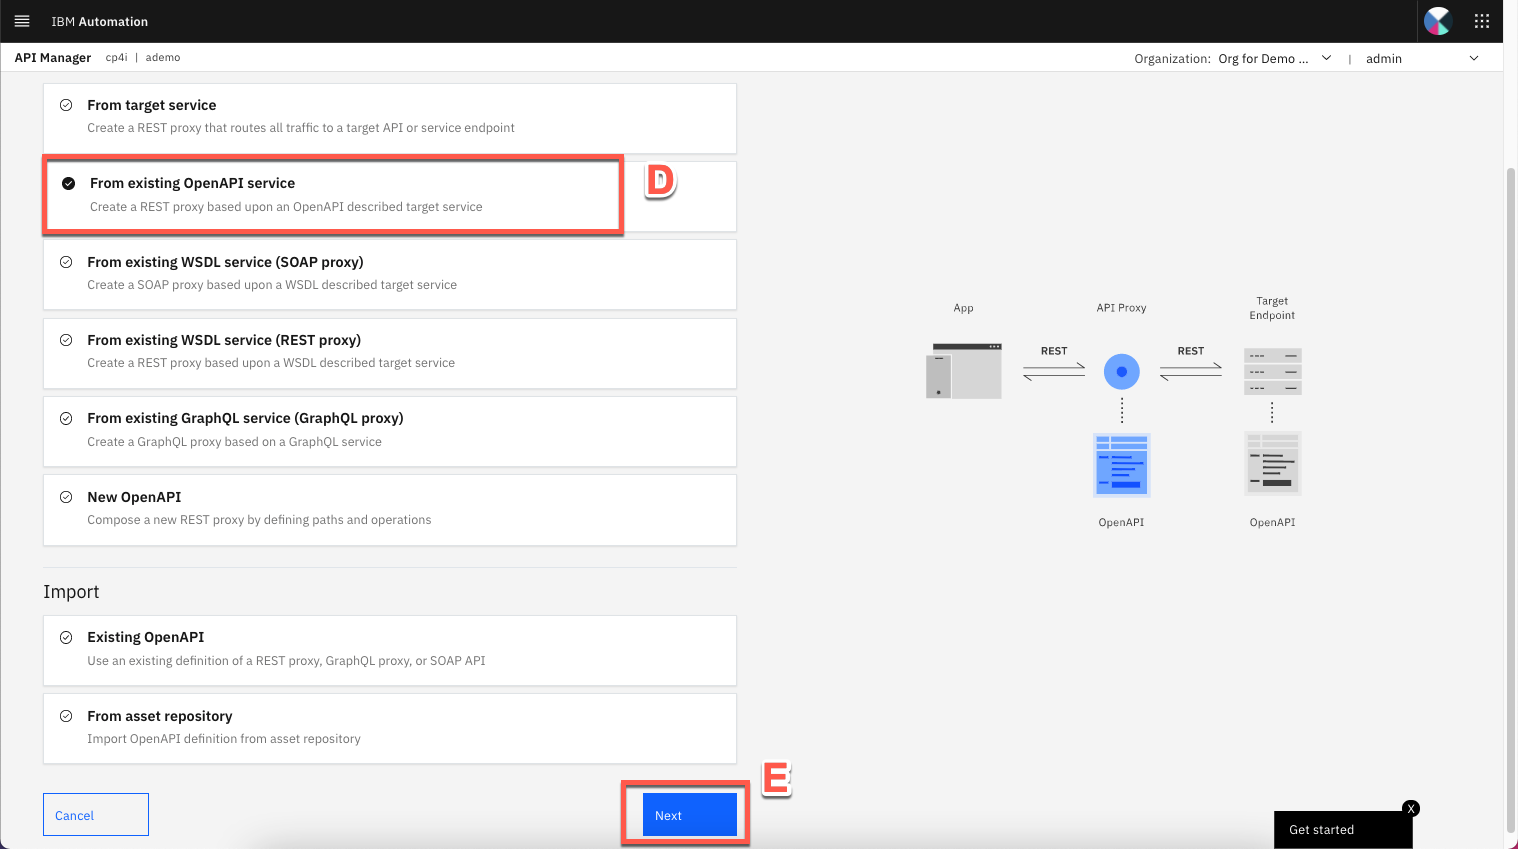 IBM Automation
API Manager cp4i | ademo
Organization: Org for Demo ... | admin
From target service
Create a REST proxy that routes all traffic to a target API or service endpoint
From existing OpenAPI service
Create a REST proxy based upon an OpenAPI described target service
D
From existing WSDL service (SOAP proxy)
Create a SOAP proxy based upon a WSDL described target service
From existing WSDL service (REST proxy)
Create a REST proxy based upon a WSDL described target service
From existing GraphQL service (GraphQL proxy)
Create a GraphQL proxy based on a GraphQL service
New OpenAPI
Compose a new REST proxy by defining paths and operations
Import
Existing OpenAPI
Use an existing definition of a REST proxy, GraphQL proxy, or SOAP API
From asset repository
Import OpenAPI definition from asset repository
Cancel
Next
E
App
API Proxy
Target
Endpoint
REST
REST
OpenAPI
OpenAPI
Get started
X